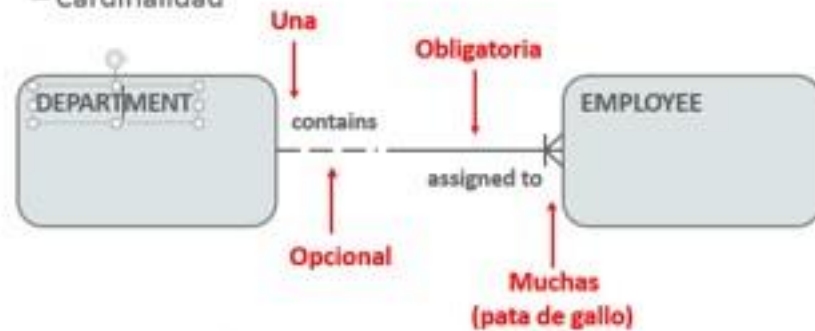 – Cardinalidad
Una
Obligatoria
DEPARTMENT
EMPLOYEE
contains
assigned to
Opcional
Muchas
(pata de gallo)